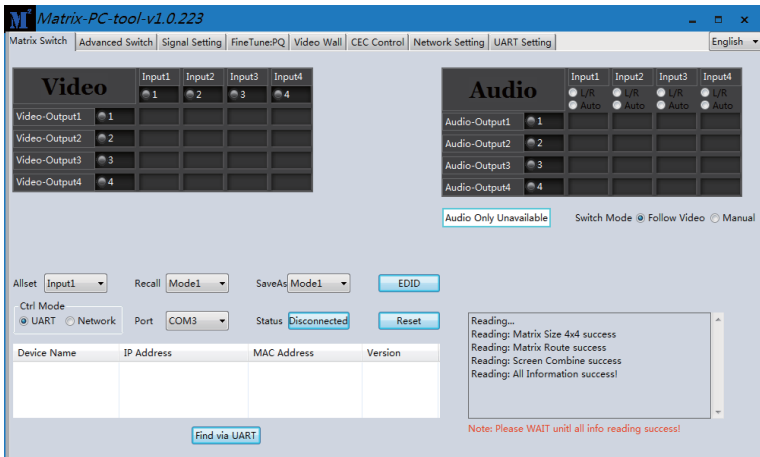 M Matrix-PC-tool-v1.0.223
Matrix Switch Advanced Switch Signal Setting FineTune:PQ Video Wall CEC Control Network Setting UART Setting English
Video Input1 Input2 Input3 Input4
1 2 3 4
Video-Output1 1
Video-Output2 2
Video-Output3 3
Video-Output4 4
Audio Input1 Input2 Input3 Input4
L/R L/R L/R L/R
Auto Auto Auto Auto
Audio-Output1 1
Audio-Output2 2
Audio-Output3 3
Audio-Output4 4
Audio Only Unavailable Switch Mode Follow Video Manual
Allset Input1 Recall Mode1 SaveAs Mode1 EDID
Ctrl Mode
UART Network Port COM3 Status Disconnected Reset
Device Name IP Address MAC Address Version
Find via UART
Reading...
Reading: Matrix Size 4x4 success
Reading: Matrix Route success
Reading: Screen Combine success
Reading: All Information success!
Note: Please WAIT unitl all info reading success!